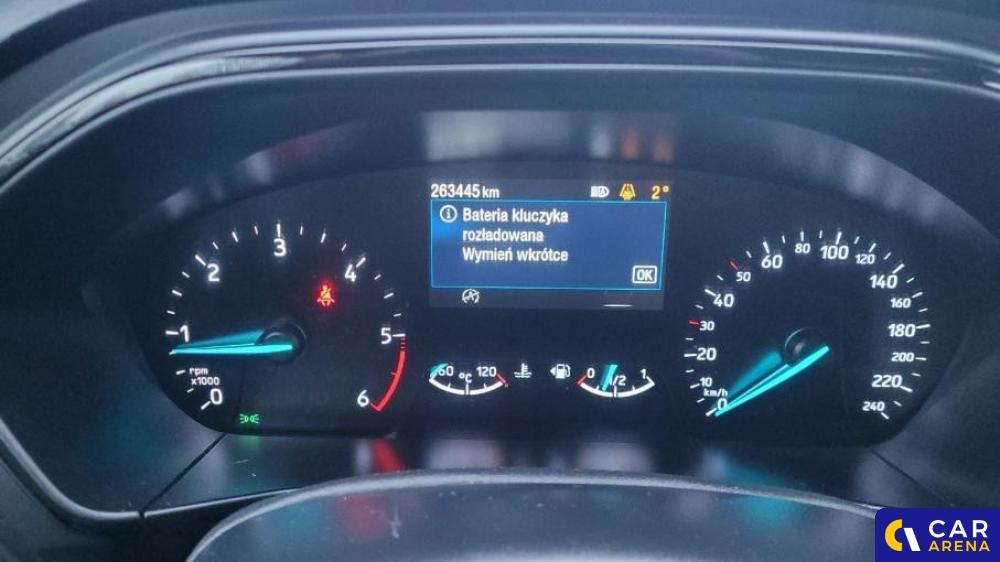 263445 km 2°
Bateria kluczyka
rozładowana
Wymień wkrótce
OK
0 1 2 3 4 5 6
rpm
x1000
60 °C 120
0 1/2 1
0 10 20 30 40 50 60 80 100 120 140 160 180 200 220 240
km/h
CAR
ARENA